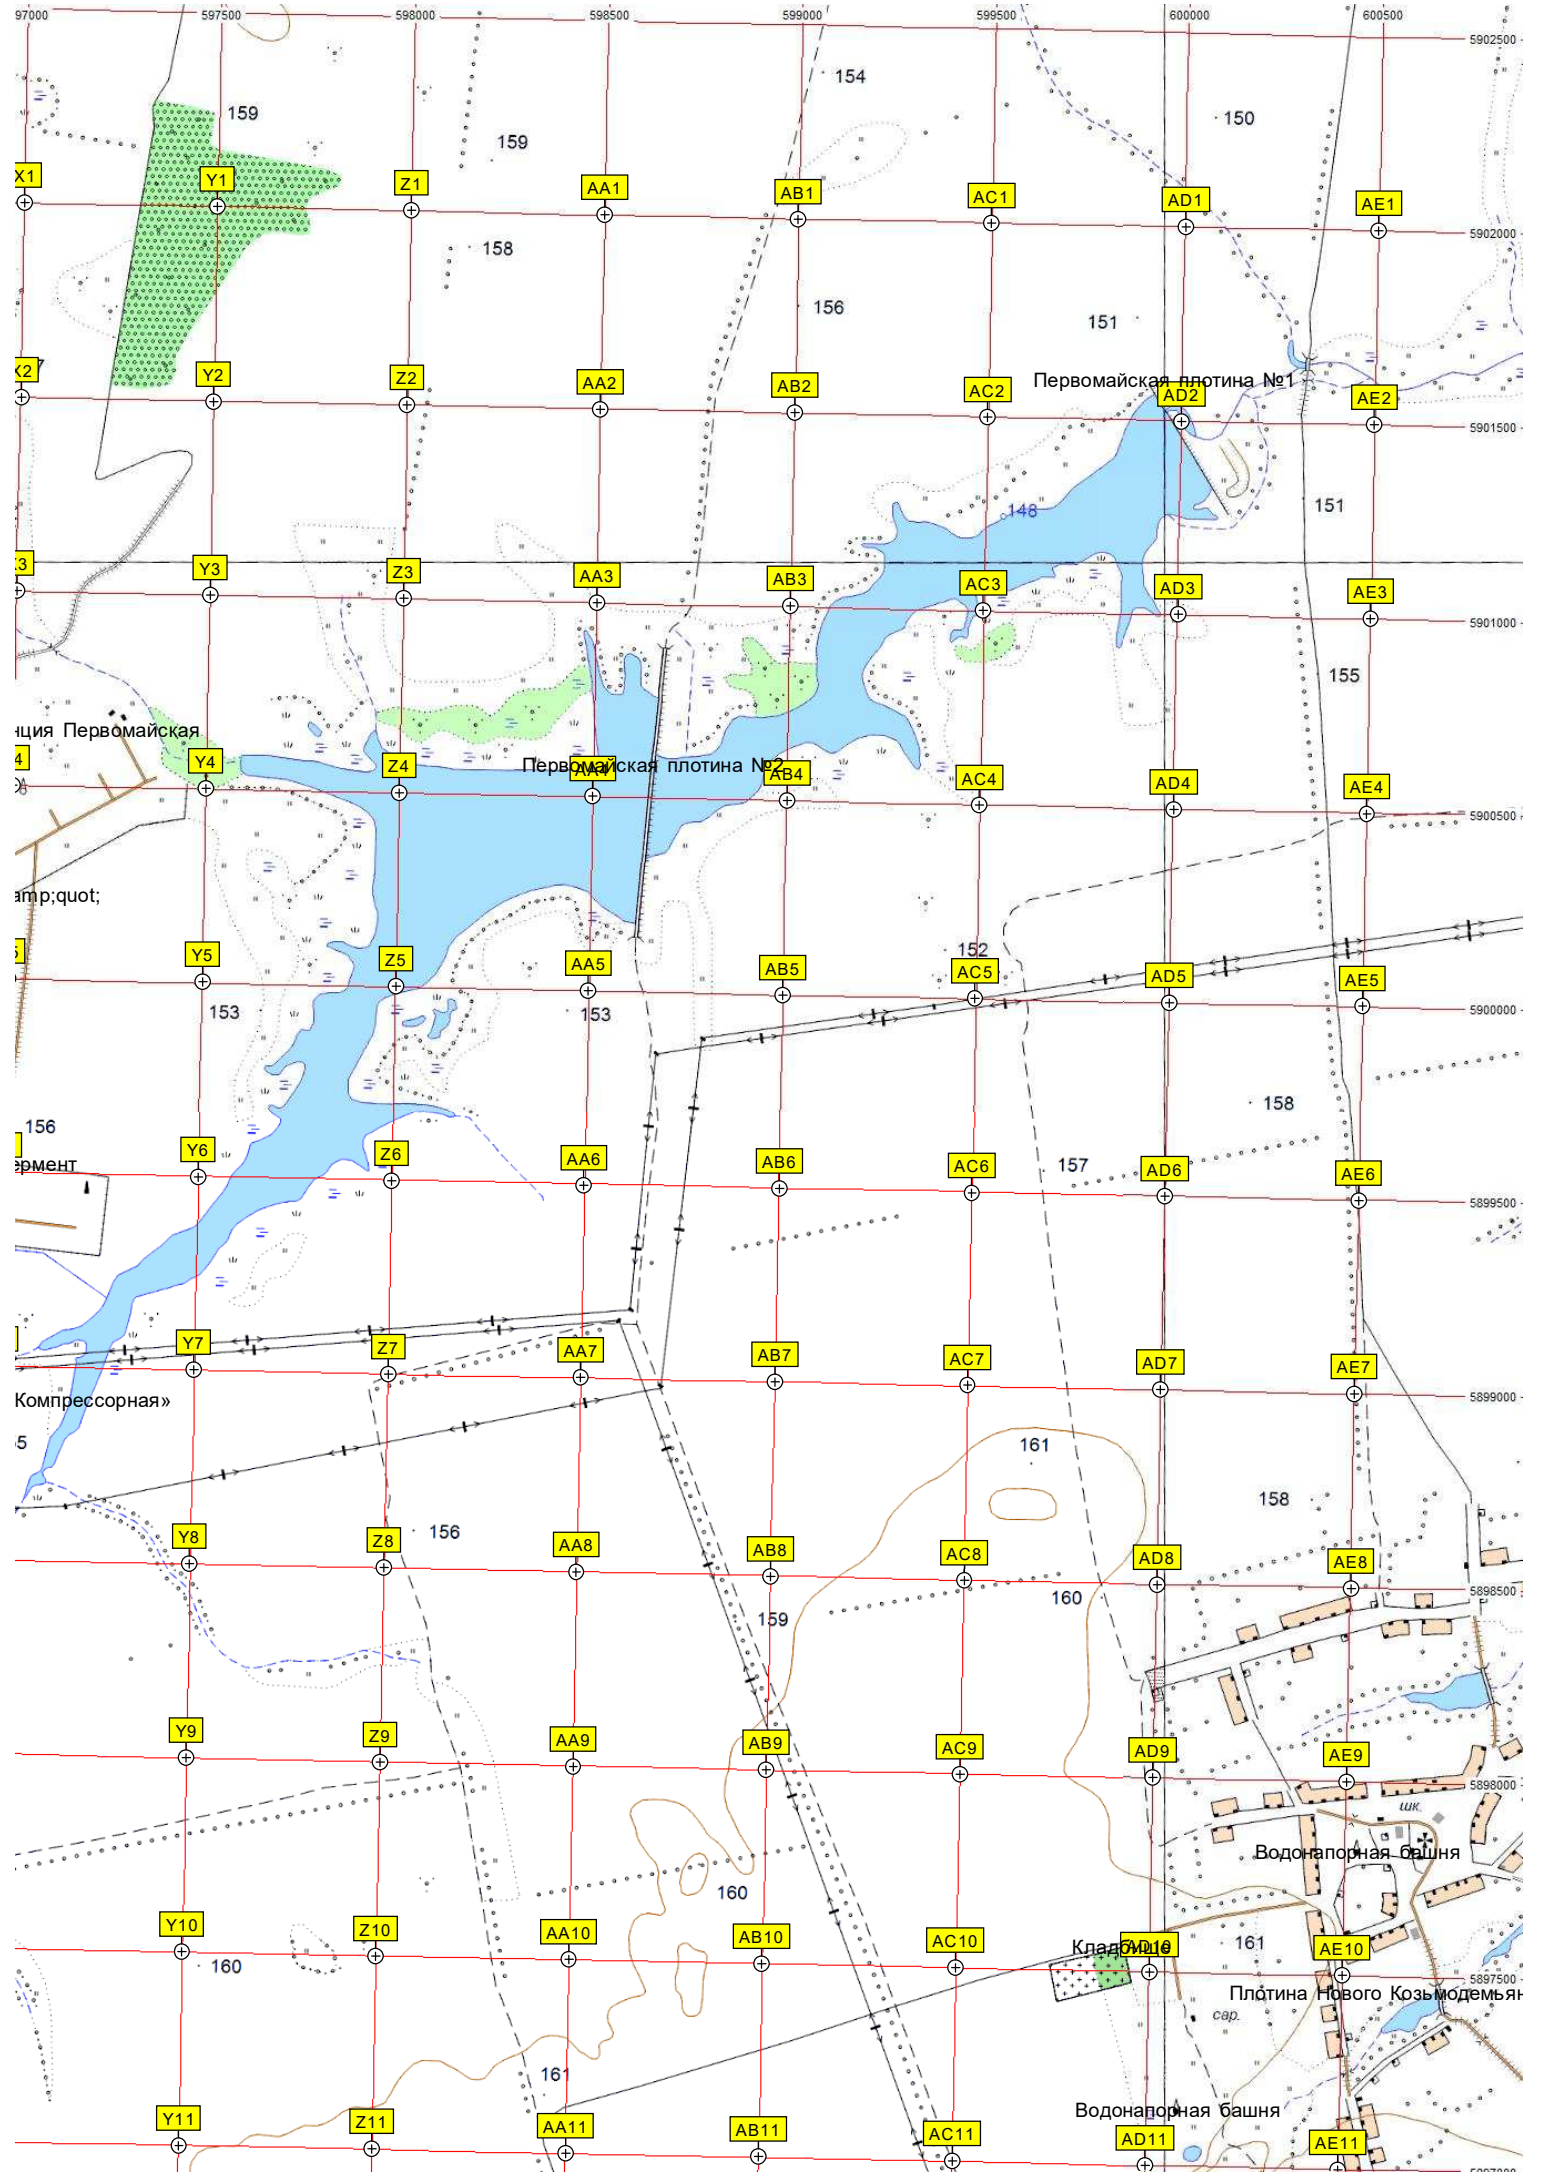 97000 597500 598000 598500 599000 599500 600000 600500
5902500
154
159
150
159
X1 Y1 Z1 AA1 AB1 AC1 AD1 AE1
5902000
158
156
151
X2 Y2 Z2 AA2 AB2 AC2 AD2 AE2
Первомайская плотина №1
5901500
148
151
Y3 Z3 AA3 AB3 AC3 AD3 AE3
5901000
155
нция Первомайская
Y4 Z4 AA4 AB4 AC4 AD4 AE4
Первомайская плотина №2
5900500
amp;quot;
152
Y5 Z5 AA5 AB5 AC5 AD5 AE5
5900000
153
153
158
156
157
ермент
Y6 Z6 AA6 AB6 AC6 AD6 AE6
5899500
Y7 Z7 AA7 AB7 AC7 AD7 AE7
5899000
Компрессорная»
161
158
156
Y8 Z8 AA8 AB8 AC8 AD8 AE8
5898500
160
159
Y9 Z9 AA9 AB9 AC9 AD9 AE9
5898000
шк.
Водонапорная башня
160
Y10 Z10 AA10 AB10 AC10 AD10 AE10
Кладбище
161
160
5897500
Плотина Нового Козьмодемьян
сар.
161
Водонапорная башня
Y11 Z11 AA11 AB11 AC11 AD11 AE11